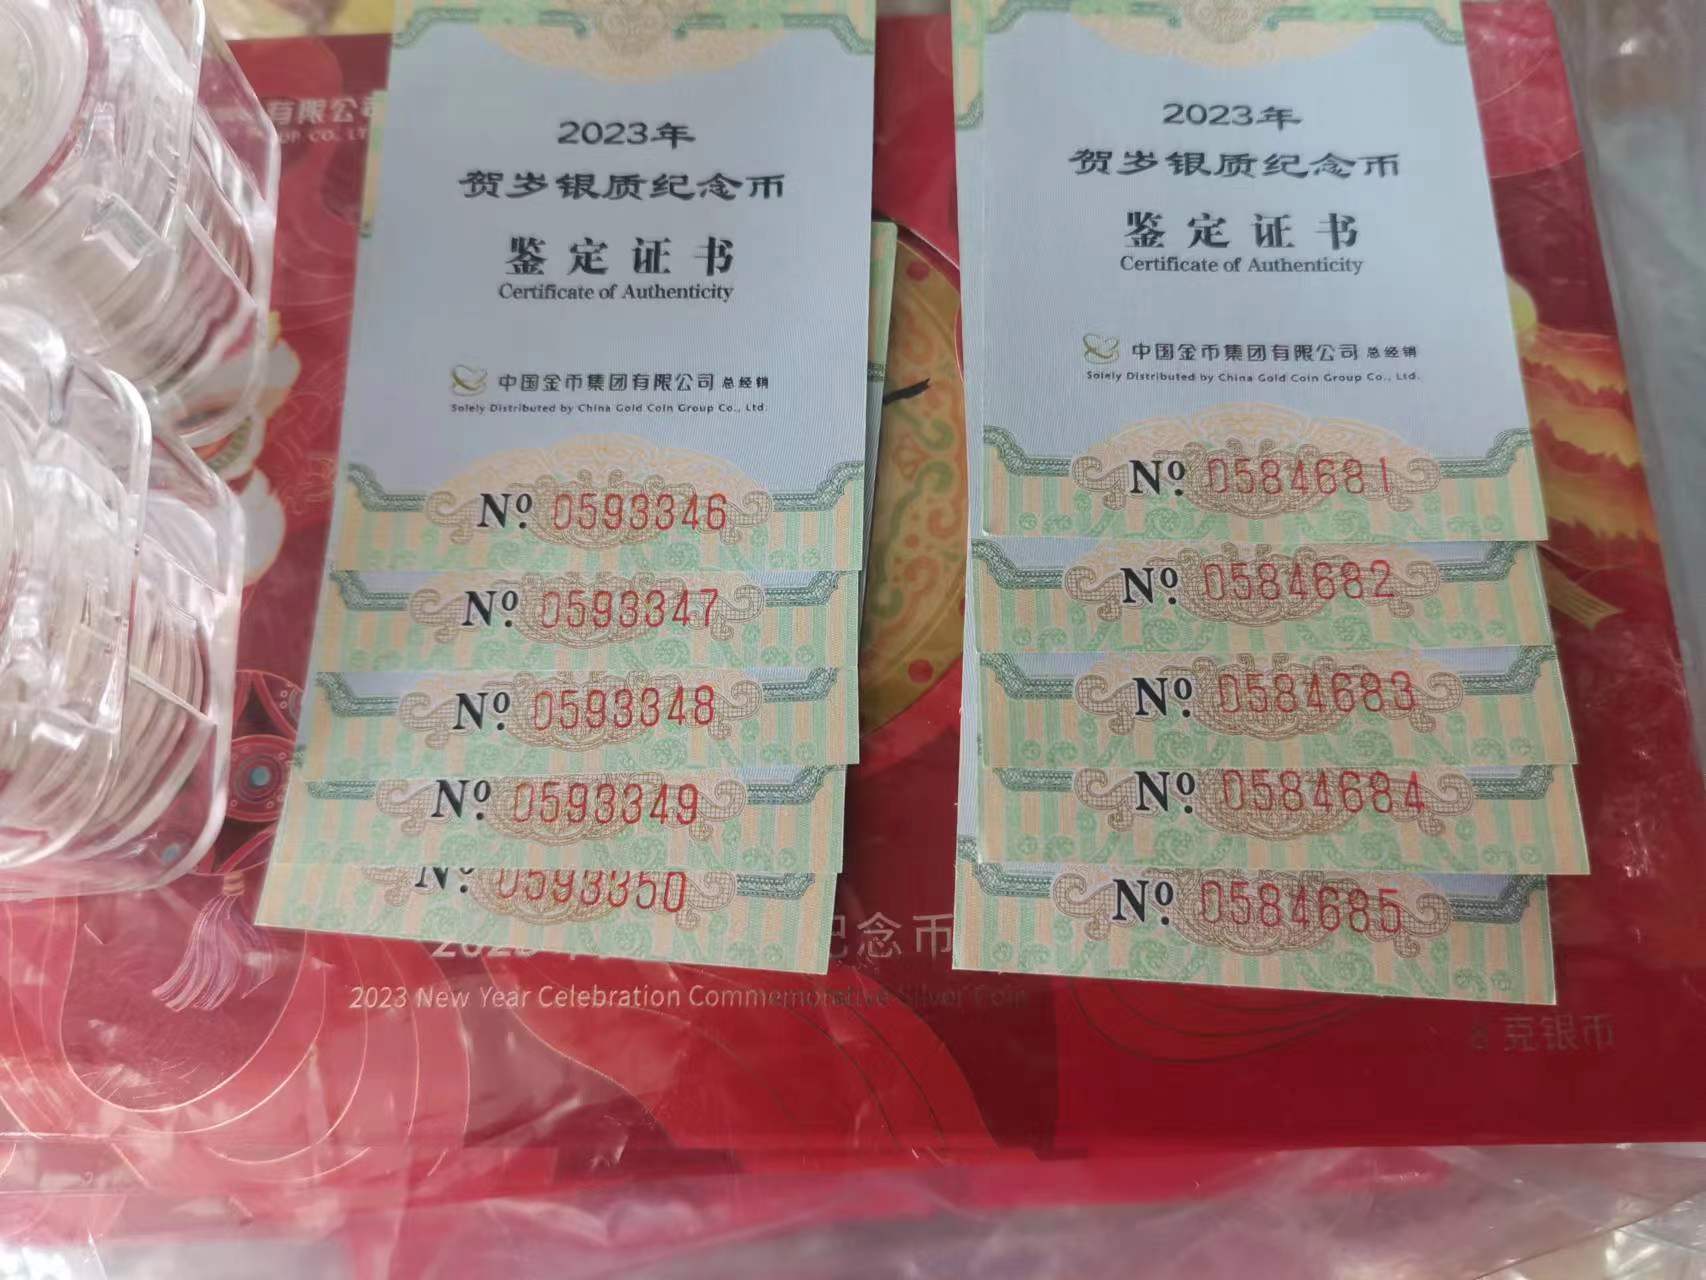 有限公司
2023年
贺岁银质纪念币
鉴定证书
Certificate of Authenticity
中国金币集团有限公司 总经销
Solely Distributed by China Gold Coin Group Co., Ltd.
Nº 0593346
Nº 0593347
Nº 0593348
Nº 0593349
Nº 0593350
2023年
贺岁银质纪念币
鉴定证书
Certificate of Authenticity
中国金币集团有限公司 总经销
Solely Distributed by China Gold Coin Group Co., Ltd.
Nº 0584681
Nº 0584682
Nº 0584683
Nº 0584684
Nº 0584685
纪念币
2023 New Year Celebration Commemorative Silver Coin
克银币